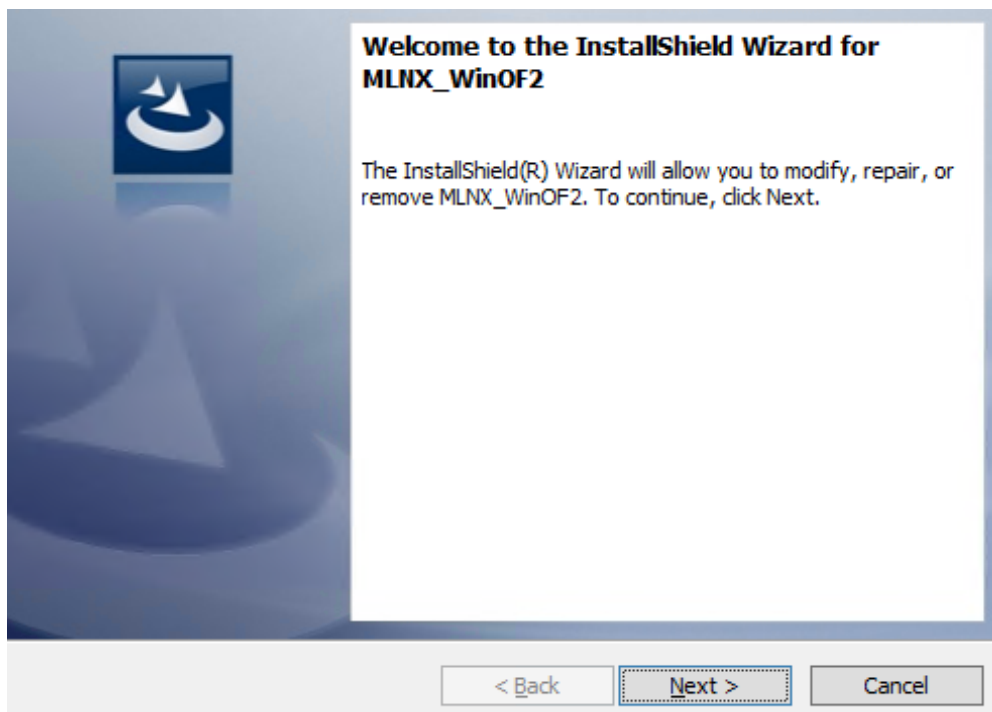 Welcome to the InstallShield Wizard for
MLNX_WinOF2
The InstallShield(R) Wizard will allow you to modify, repair, or
remove MLNX_WinOF2. To continue, click Next.
< Back
Next >
Cancel